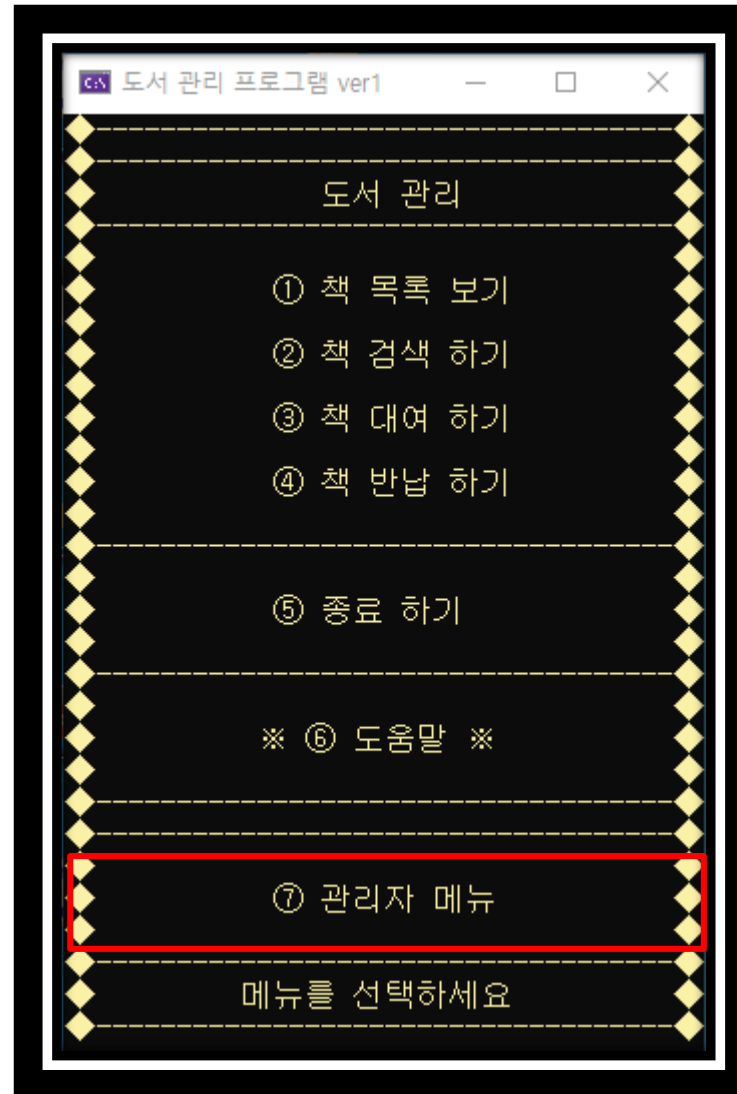 도서 관리 프로그램 ver1
도서 관리
① 책 목록 보기
② 책 검색 하기
③ 책 대여 하기
④ 책 반납 하기
⑤ 종료 하기
※ ⑥ 도움말 ※
⑦ 관리자 메뉴
메뉴를 선택하세요